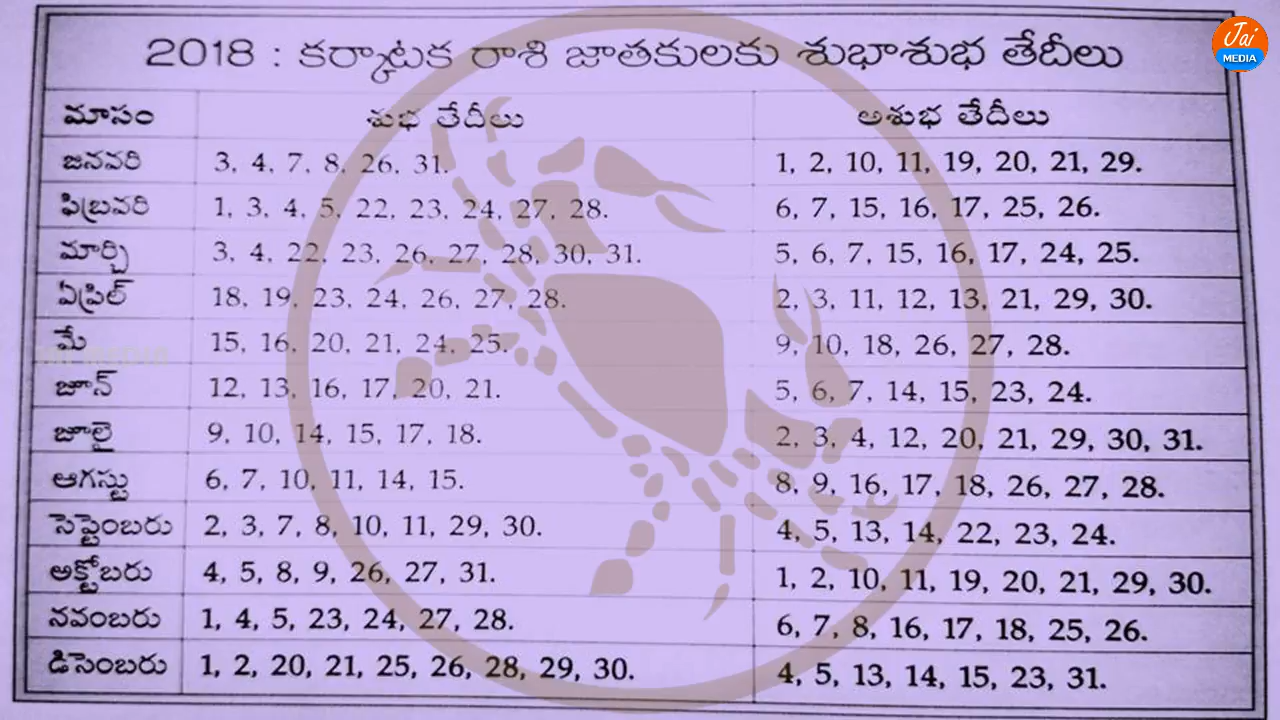 2018 : కర్కాటక రాశి జాతకులకు శుభాశుభ తేదీలు
Jai
MEDIA
మాసం శుభ తేదీలు అశుభ తేదీలు
జనవరి 3, 4, 7, 8, 26, 31. 1, 2, 10, 11, 19, 20, 21, 29.
ఫిబ్రవరి 1, 3, 4, 5, 22, 23, 24, 27, 28. 6, 7, 15, 16, 17, 25, 26.
మార్చి 3, 4, 22, 23, 26, 27, 28, 30, 31. 5, 6, 7, 15, 16, 17, 24, 25.
ఏప్రిల్ 18, 19, 23, 24, 26, 27, 28. 2, 3, 11, 12, 13, 21, 29, 30.
మే 15, 16, 20, 21, 24, 25. 9, 10, 18, 26, 27, 28.
జూన్ 12, 13, 16, 17, 20, 21. 5, 6, 7, 14, 15, 23, 24.
జూలై 9, 10, 14, 15, 17, 18. 2, 3, 4, 12, 20, 21, 29, 30, 31.
ఆగస్టు 6, 7, 10, 11, 14, 15. 8, 9, 16, 17, 18, 26, 27, 28.
సెప్టెంబరు 2, 3, 7, 8, 10, 11, 29, 30. 4, 5, 13, 14, 22, 23, 24.
అక్టోబరు 4, 5, 8, 9, 26, 27, 31. 1, 2, 10, 11, 19, 20, 21, 29, 30.
నవంబరు 1, 4, 5, 23, 24, 27, 28. 6, 7, 8, 16, 17, 18, 25, 26.
డిసెంబరు 1, 2, 20, 21, 25, 26, 28, 29, 30. 4, 5, 13, 14, 15, 23, 31.